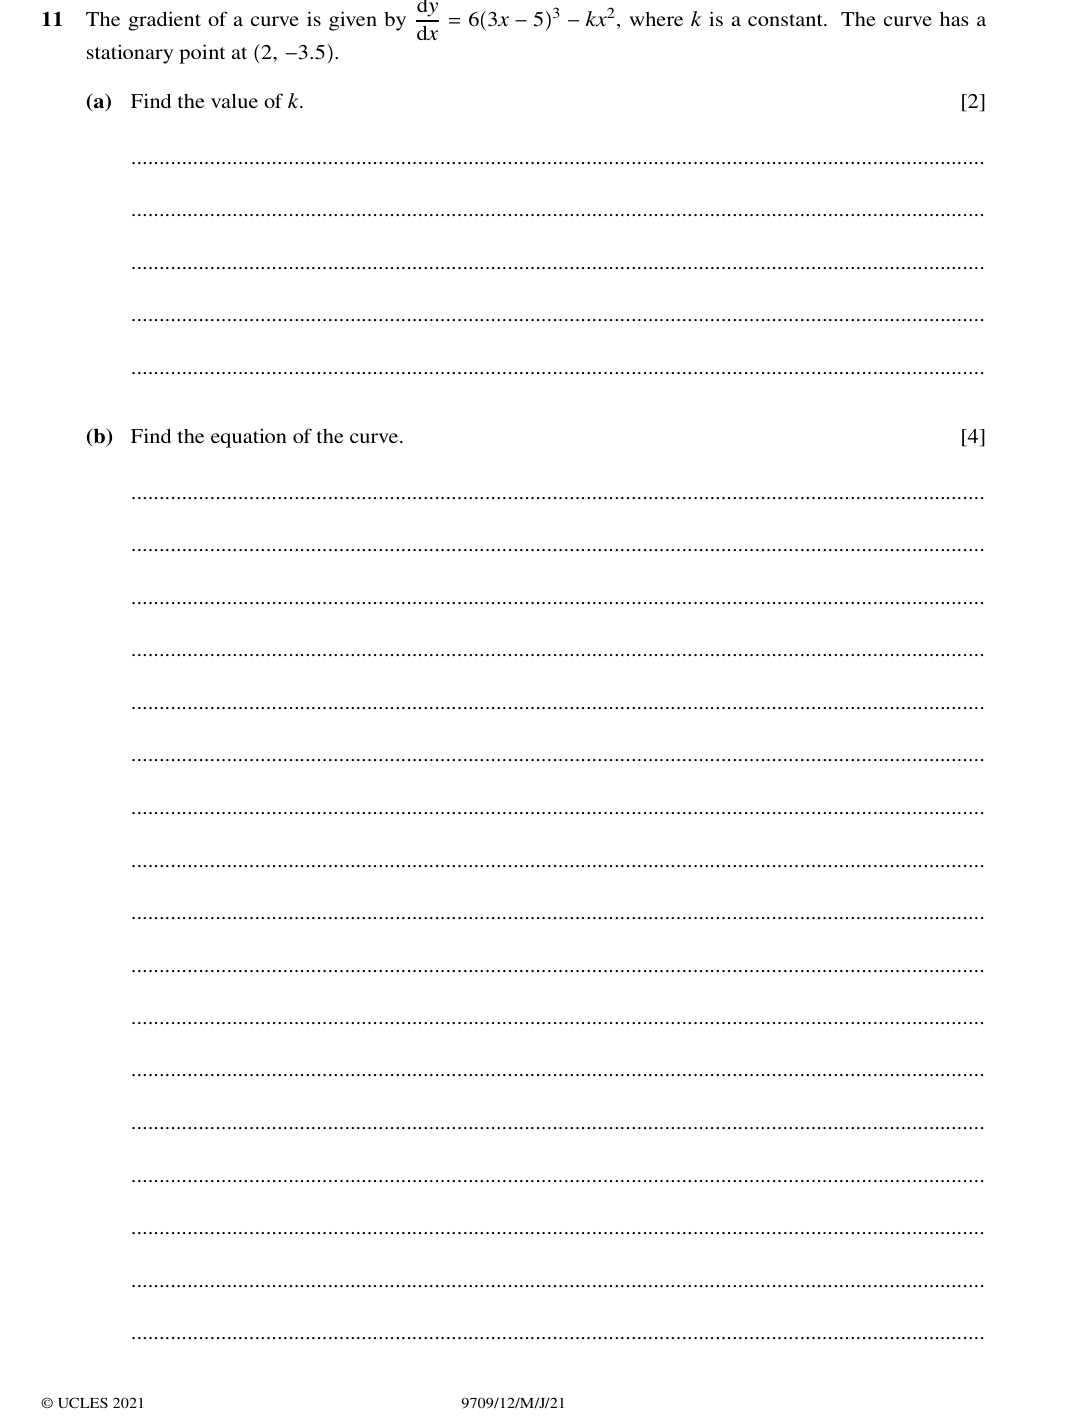 11 The gradient of a curve is given by dy/dx = 6(3x − 5)³ − kx², where k is a constant. The curve has a
stationary point at (2, −3.5).
(a) Find the value of k. [2]
(b) Find the equation of the curve. [4]
© UCLES 2021 9709/12/M/J/21